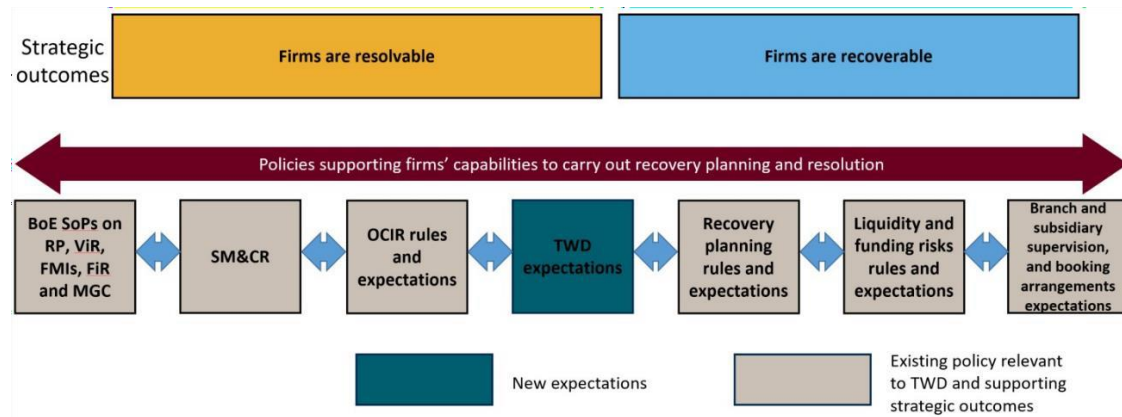 Strategic
outcomes
Firms are resolvable
Firms are recoverable
Policies supporting firms' capabilities to carry out recovery planning and resolution
BoE SoPs on
RP, ViR,
FMIs, FiR
and MGC
SM&CR
OCIR rules
and
expectations
TWD
expectations
Recovery
planning
rules and
expectations
Liquidity and
funding risks
rules and
expectations
Branch and
subsidiary
supervision,
and booking
arrangements
expectations
New expectations
Existing policy relevant
to TWD and supporting
strategic outcomes